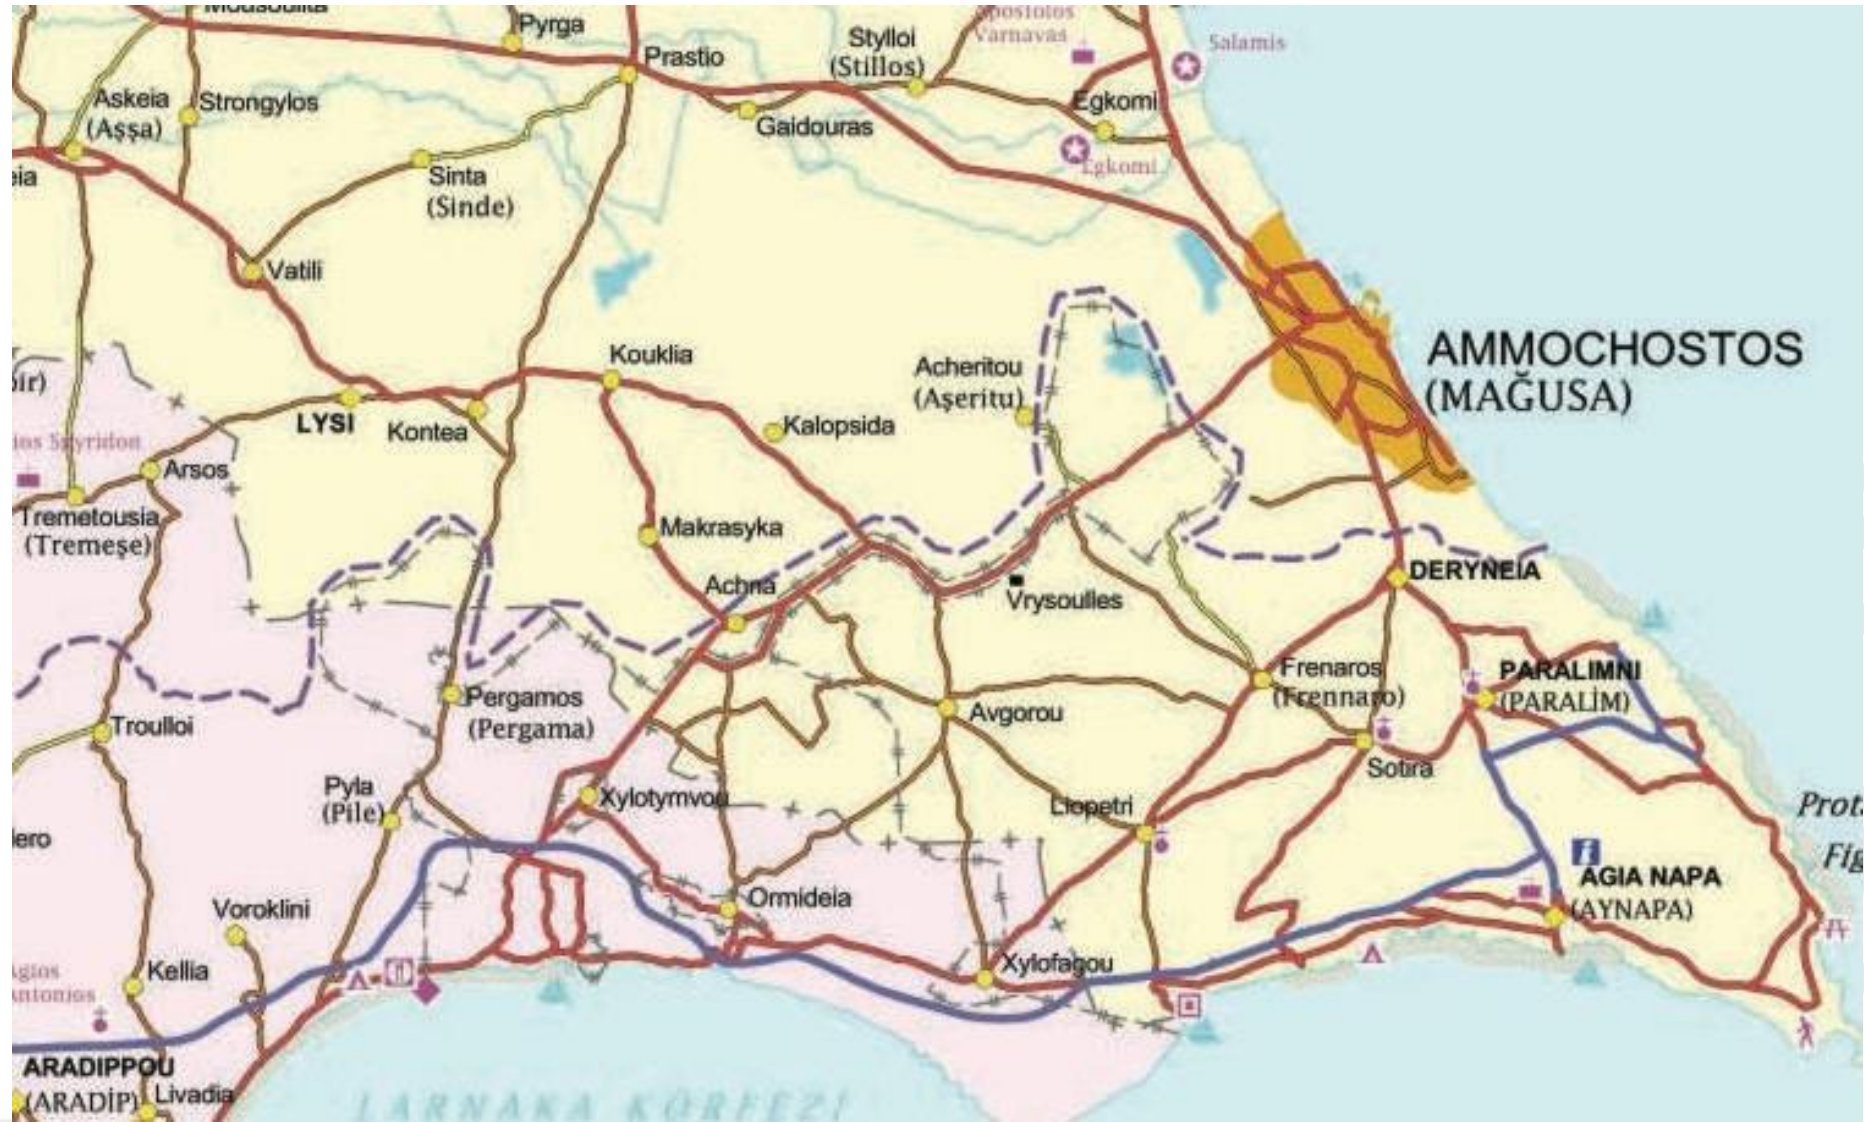 Pyrga
Prastio
Stylloi
(Stillos)
Varnavas
Salamis
Askeia
(Aşşa)
Strongylos
Gaidouras
Egkomi
Egkomi
Sinta
(Sinde)
Vatili
AMMOCHOSTOS
(MAĞUSA)
Kouklia
Acheritou
(Aşeritu)
LYSI
Kontea
Kalopsida
Arsos
Tremetousia
(Tremeşe)
Makrasyka
Achna
Vrysoulles
DERYNEIA
Frenaros
(Frennaro)
PARALIMNI
(PARALİM)
Pergamos
(Pergama)
Troulloi
Avgorou
Sotira
Pyla
(Pile)
Xylotymvou
Liopetri
AGIA NAPA
(AYNAPA)
Voroklini
Ormideia
Kellia
Xylofagou
ARADIPPOU
(ARADİP)
Livadia
LARNAKA KÖRFEZİ